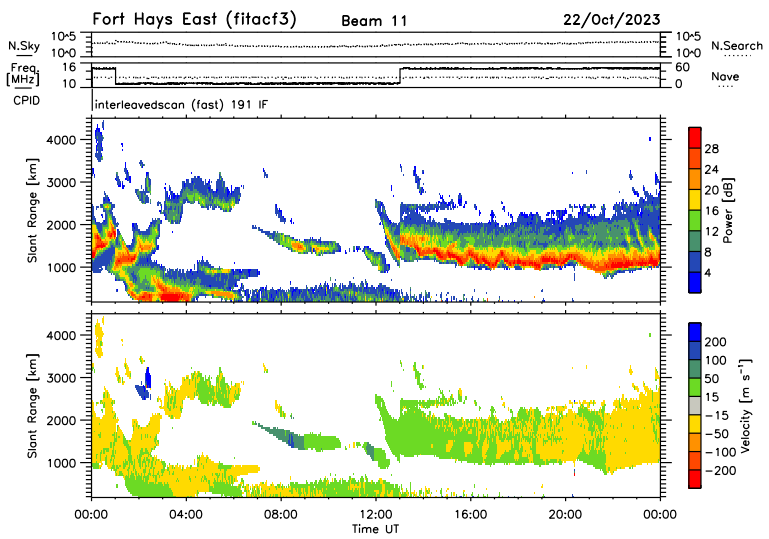 Fort Hays East (fitacf3) Beam 11 22/Oct/2023
N.Sky 10^5 10^0 10^5 10^0 N.Search
Freq. [MHz] 16 10 60 0 Nave
CPID interleavedscan (fast) 191 IF
Slant Range [km] 4000 3000 2000 1000
Power [dB] 28 24 20 16 12 8 4
Slant Range [km] 4000 3000 2000 1000
Velocity [m s⁻¹] 200 100 50 15 −15 −50 −100 −200
00:00 04:00 08:00 12:00 16:00 20:00 00:00
Time UT